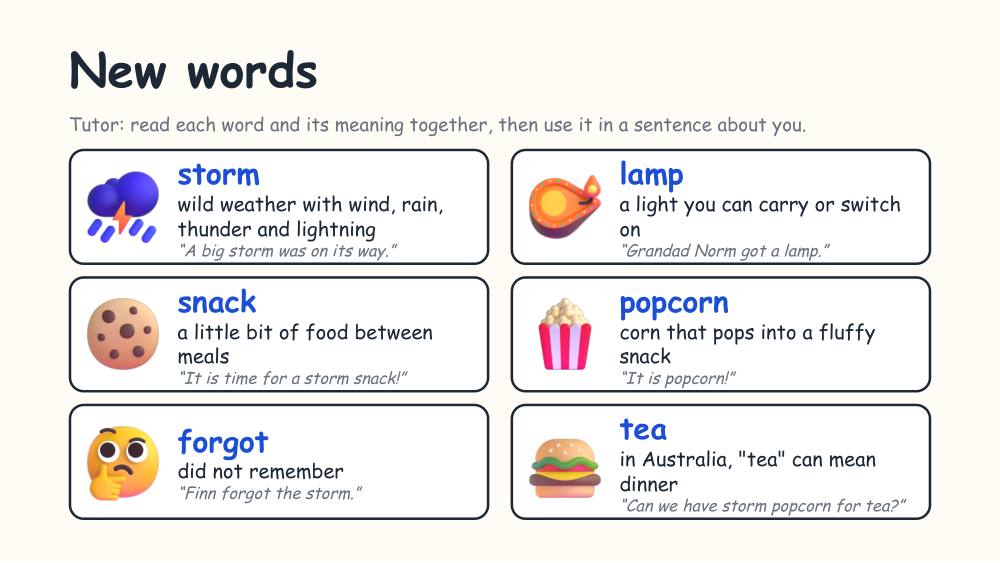 New words
Tutor: read each word and its meaning together, then use it in a sentence about you.
storm
wild weather with wind, rain,
thunder and lightning
“A big storm was on its way.”
lamp
a light you can carry or switch
on
“Grandad Norm got a lamp.”
snack
a little bit of food between
meals
“It is time for a storm snack!”
popcorn
corn that pops into a fluffy
snack
“It is popcorn!”
forgot
did not remember
“Finn forgot the storm.”
tea
in Australia, "tea" can mean
dinner
“Can we have storm popcorn for tea?”